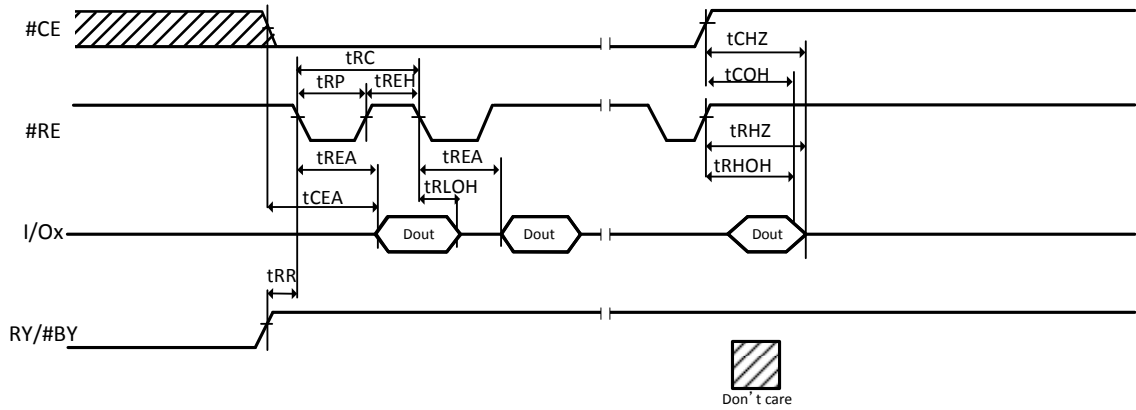 #CE
tRC
tCHZ
tRP
tREH
tCOH
#RE
tRHZ
tREA
tREA
tRHOH
tRLOH
tCEA
I/Ox
Dout
Dout
Dout
tRR
RY/#BY
Don't care